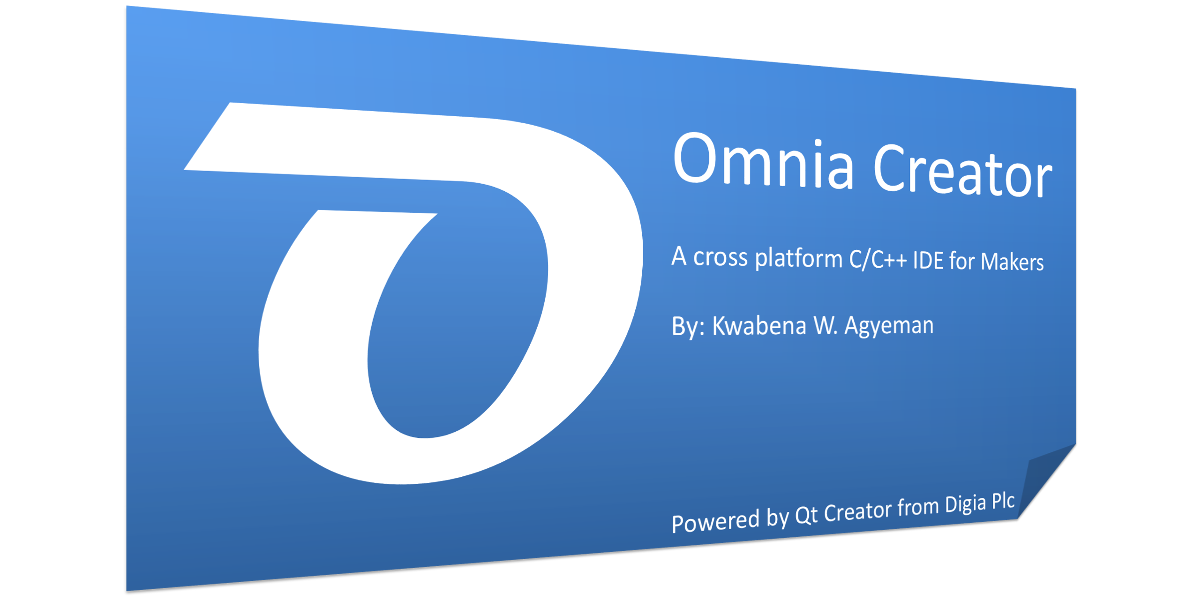 Omnia Creator
A cross platform C/C++ IDE for Makers
By: Kwabena W. Agyeman
Powered by Qt Creator from Digia Plc